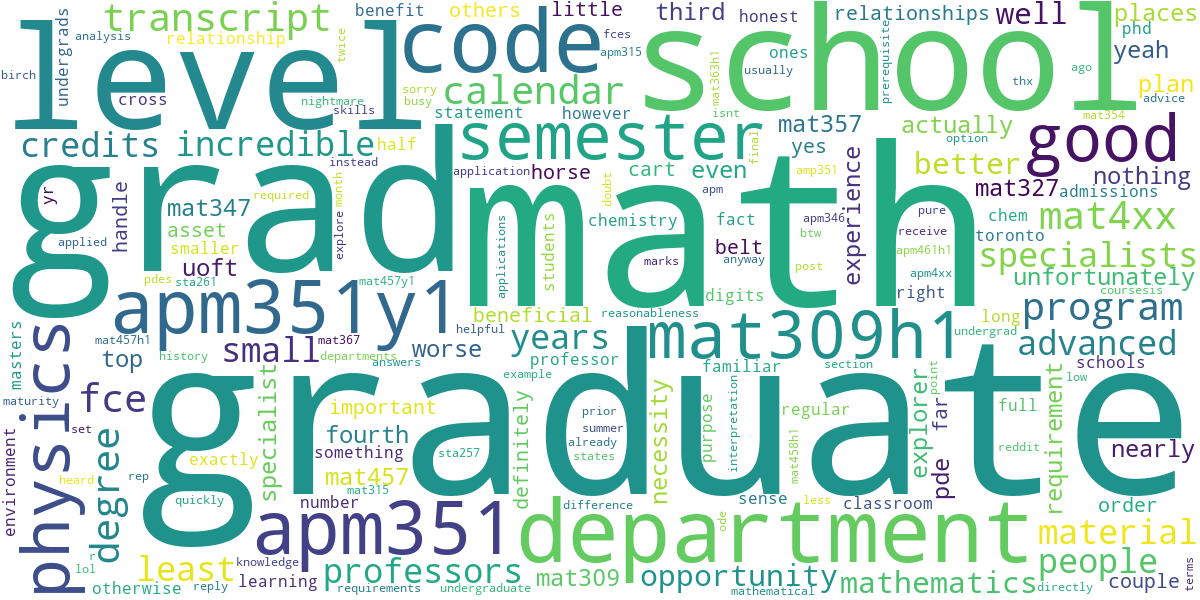 transcript
benefit
others
little
third
honest
relationships
well
places
analysis
relationship
undergrads
level
code
fces
apm315
school
phd
yeah
birch
cross
nightmare
skills
twice
sorry
busy
calendar
statement
however
mat363h1
isnt
ones
usually
prerequisite
thx
ago
plan
advice
mat354
credits
incredible
half
semester
final
mat357
yes
actually
option
good
nothing
yr
handle
required
instead
month
explore
grad
application
horse
cart
even
math
doubt
amp351
experience
better
mat327
admissions
mat347
asset
smaller
applied
applications
students
chemistry
fact
apm
apm346
pure
receive
chem
toronto
mat4xx
specialists
uoft
pdes
sta261
mat457y1
belt
marks
btw
anyway
post
apm461h1
apm4xx
right
digits
coursesis
unfortunately
physics
masters
apm351y1
beneficial
reasonableness
mat309h1
long
undergrad
program
mat457h1
top
history
mat367
departments
small
worse
helpful
answers
years
professor
example
familiar
section
explorer
far
pde
point
low
schools
advanced
maturity
set
fce
degree
specialist
important
fourth
something
exactly
mat457
mat315
number
quickly
graduate
sta257
definitely
prior
summer
already
states
difference
necessity
purpose
interpretation
regular
mat458h1
sense
less
classroom
full
reddit
requirement
nearly
order
environment
heard
rep
r
lol
otherwise
reply
least
knowledge
learning
apm351
professors
requirements
undergraduate
department
mat309
mathematical
ode
opportunity
mathematics
material
people
couple
directly
terms